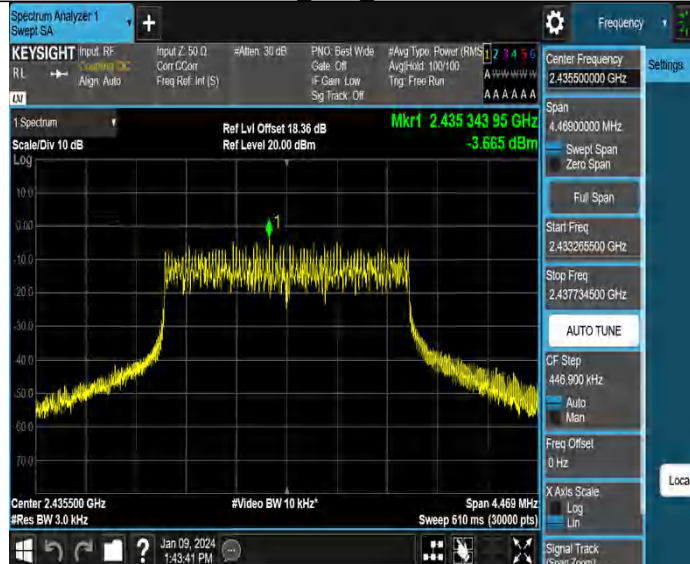 Spectrum Analyzer 1
Swept SA
Frequency
KEYSIGHT
RL
Input: RF
Coupling: DC
Align: Auto
Input Z: 50 Ω
Corr CCorr
Freq Ref: Int (S)
#Atten: 30 dB
PNO: Best Wide
Gate: Off
IF Gain: Low
Sig Track: Off
#Avg Type: Power (RMS
Avg|Hold: 100/100
Trig: Free Run
1 2 3 4 5 6
A W W W W W
A A A A A A
LXI
1 Spectrum
Scale/Div 10 dB
Ref Lvl Offset 18.36 dB
Ref Level 20.00 dBm
Mkr1 2.435 343 95 GHz
-3.665 dBm
Log
10.0
0.00
-10.0
-20.0
-30.0
-40.0
-50.0
-60.0
-70.0
1
Center 2.435500 GHz
#Res BW 3.0 kHz
#Video BW 10 kHz*
Span 4.469 MHz
Sweep 610 ms (30000 pts)
Jan 09, 2024
1:43:41 PM
?
Center Frequency
2.435500000 GHz
Settings
Span
4.46900000 MHz
Swept Span
Zero Span
Full Span
Start Freq
2.433265500 GHz
Stop Freq
2.437734500 GHz
AUTO TUNE
CF Step
446.900 kHz
Auto
Man
Freq Offset
0 Hz
X Axis Scale
Log
Lin
Loca
Signal Track
(Span Zoom)